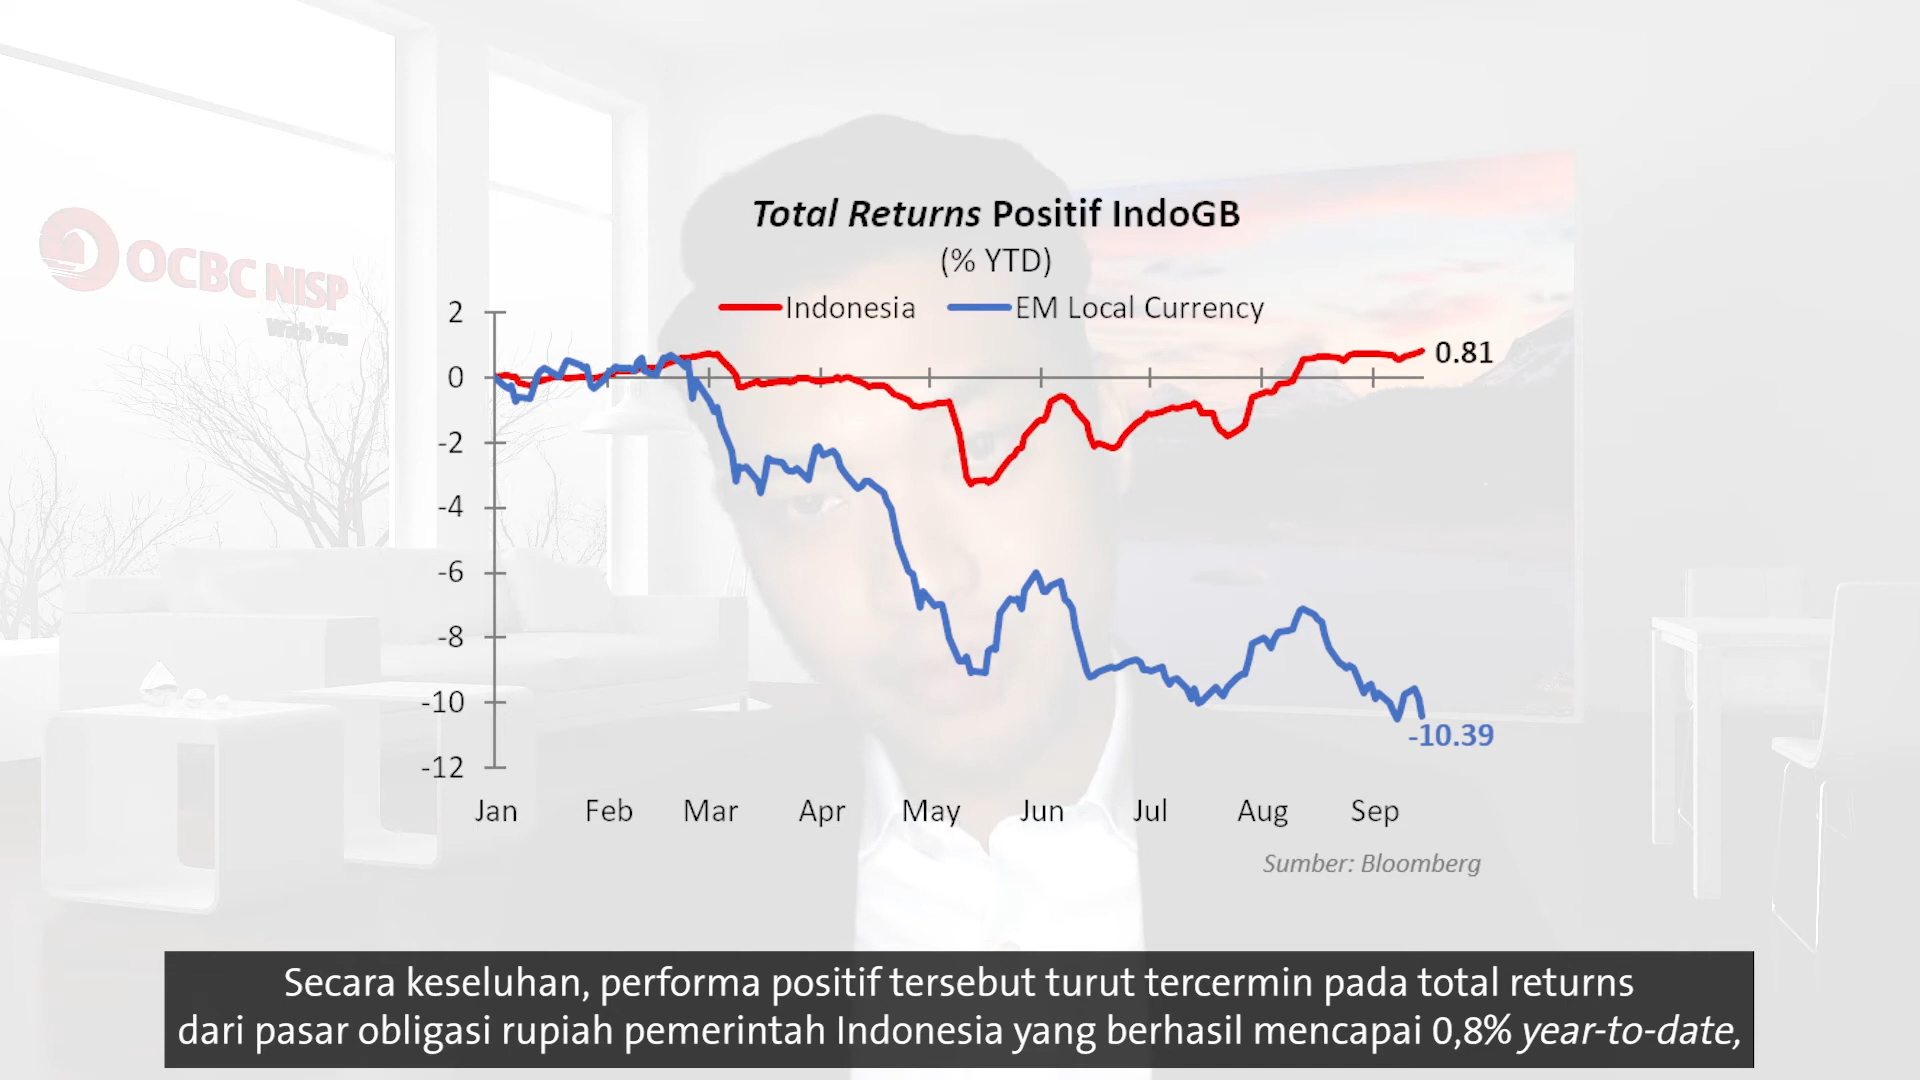 OCBC NISP
With You
Total Returns Positif IndoGB
(% YTD)
Indonesia
EM Local Currency
2
0
-2
-4
-6
-8
-10
-12
0.81
-10.39
Jan Feb Mar Apr May Jun Jul Aug Sep
Sumber: Bloomberg
Secara keseluhan, performa positif tersebut turut tercermin pada total returns
dari pasar obligasi rupiah pemerintah Indonesia yang berhasil mencapai 0,8% year-to-date,